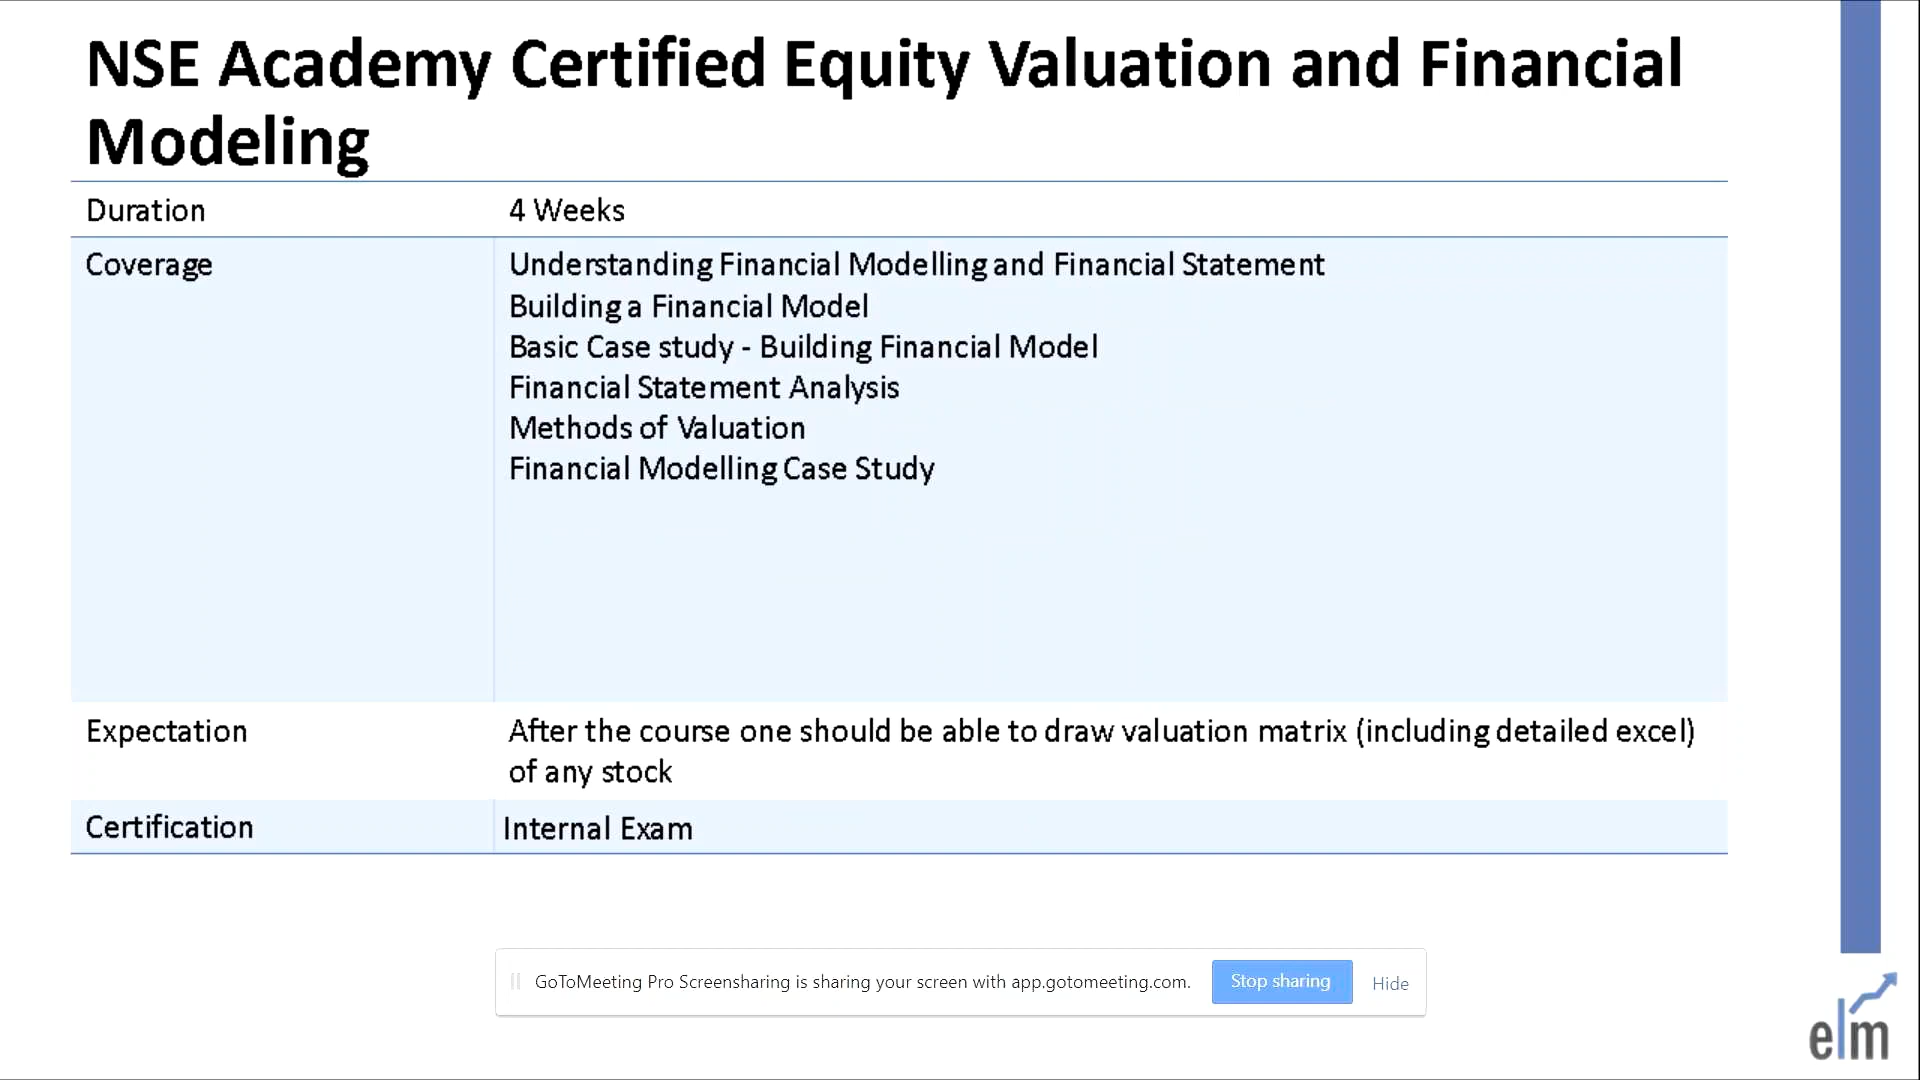 NSE Academy Certified Equity Valuation and Financial
Modeling
Duration 4 Weeks
Coverage Understanding Financial Modelling and Financial Statement
Building a Financial Model
Basic Case study - Building Financial Model
Financial Statement Analysis
Methods of Valuation
Financial Modelling Case Study
Expectation After the course one should be able to draw valuation matrix (including detailed excel)
of any stock
Certification Internal Exam
GoToMeeting Pro Screensharing is sharing your screen with app.gotomeeting.com. Stop sharing Hide
elm